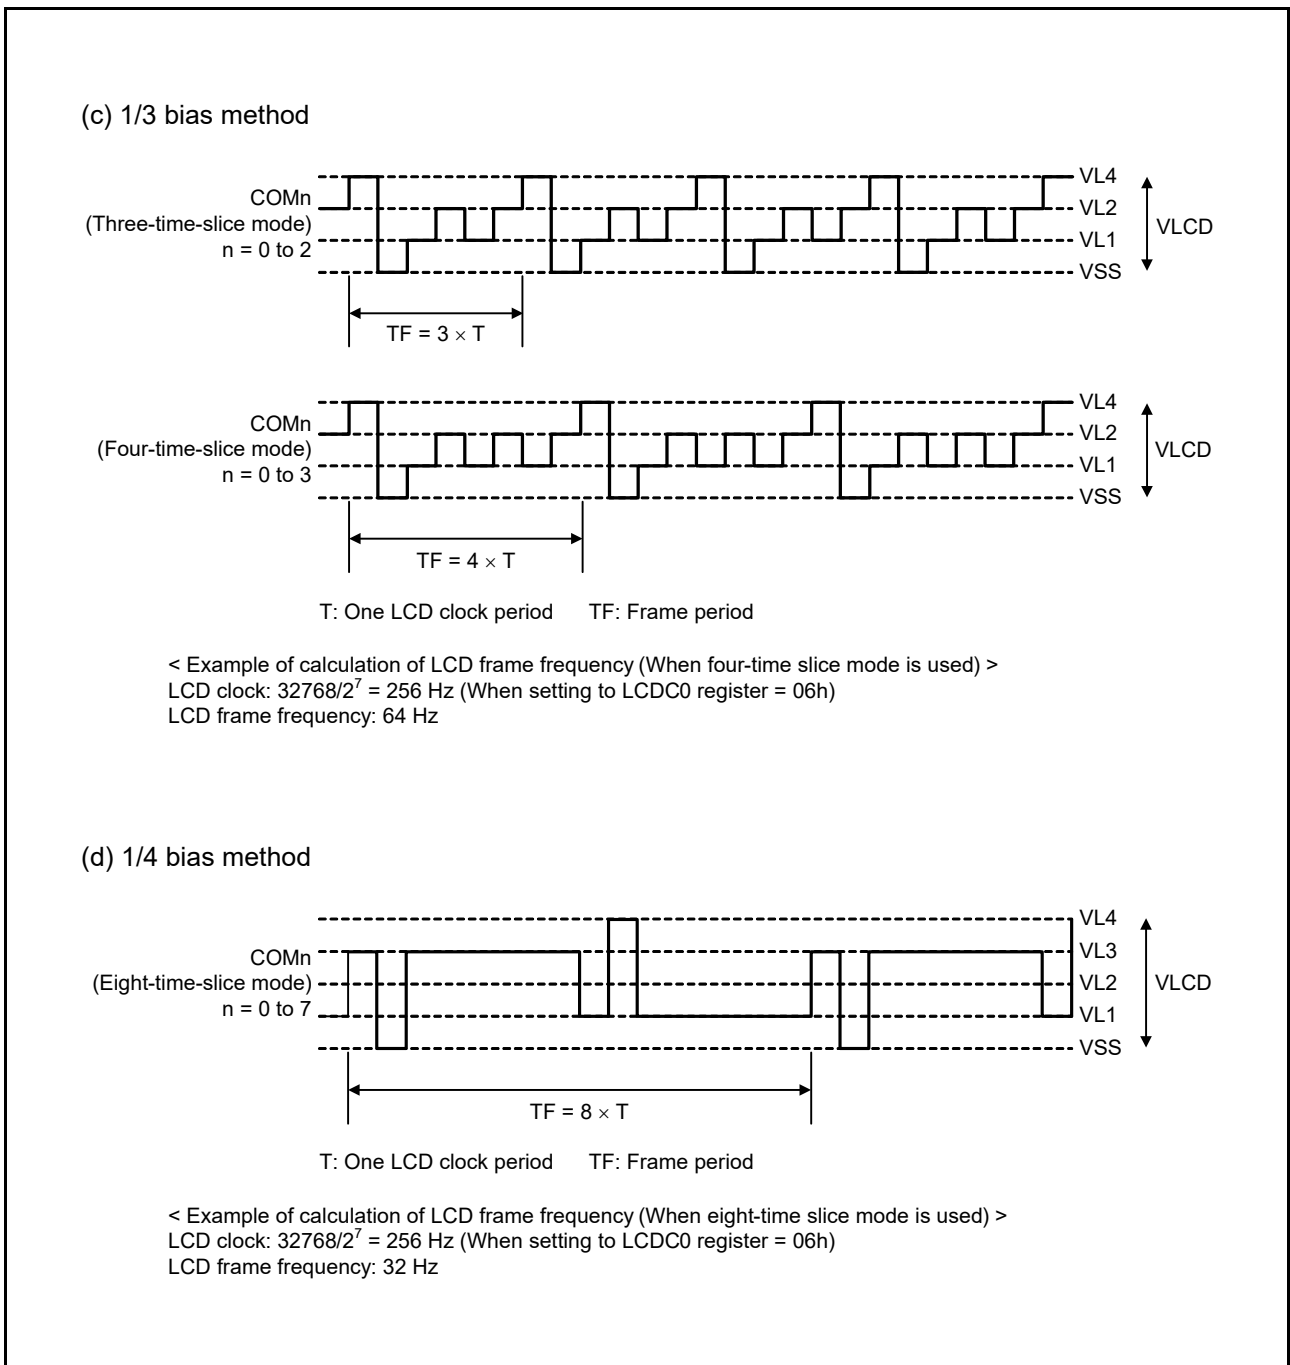 (c) 1/3 bias method
COMn
(Three-time-slice mode)
n = 0 to 2
VL4
VL2
VL1
VSS
VLCD
TF = 3 × T
COMn
(Four-time-slice mode)
n = 0 to 3
VL4
VL2
VL1
VSS
VLCD
TF = 4 × T
T: One LCD clock period TF: Frame period
< Example of calculation of LCD frame frequency (When four-time slice mode is used) >
LCD clock: 32768/2⁷ = 256 Hz (When setting to LCDC0 register = 06h)
LCD frame frequency: 64 Hz
(d) 1/4 bias method
COMn
(Eight-time-slice mode)
n = 0 to 7
VL4
VL3
VL2
VL1
VSS
VLCD
TF = 8 × T
T: One LCD clock period TF: Frame period
< Example of calculation of LCD frame frequency (When eight-time slice mode is used) >
LCD clock: 32768/2⁷ = 256 Hz (When setting to LCDC0 register = 06h)
LCD frame frequency: 32 Hz